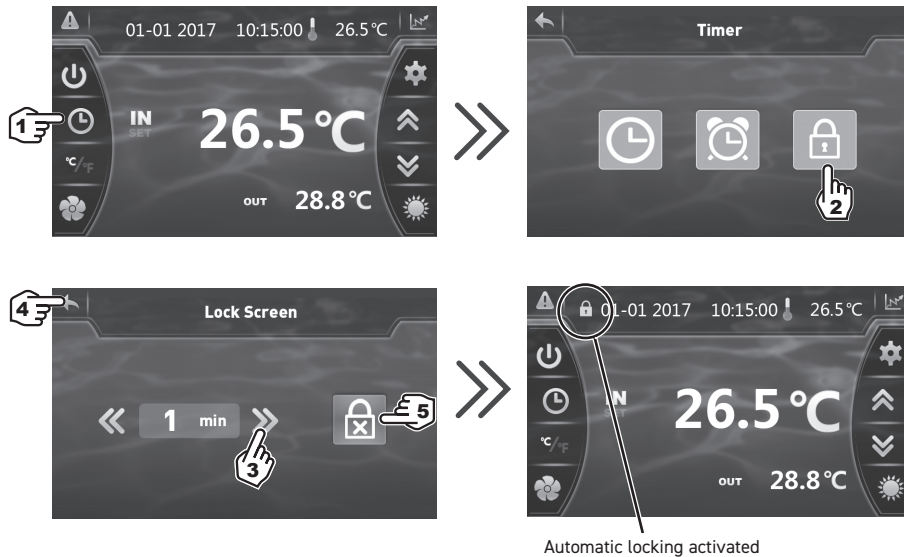 01-01 2017 10:15:00 26.5°C
1
IN
SET
26.5°C
°C/°F
OUT 28.8°C
Timer
2
4
Lock Screen
1 min
5
3
01-01 2017 10:15:00 26.5°C
IN
SET
26.5°C
°C/°F
OUT 28.8°C
Automatic locking activated